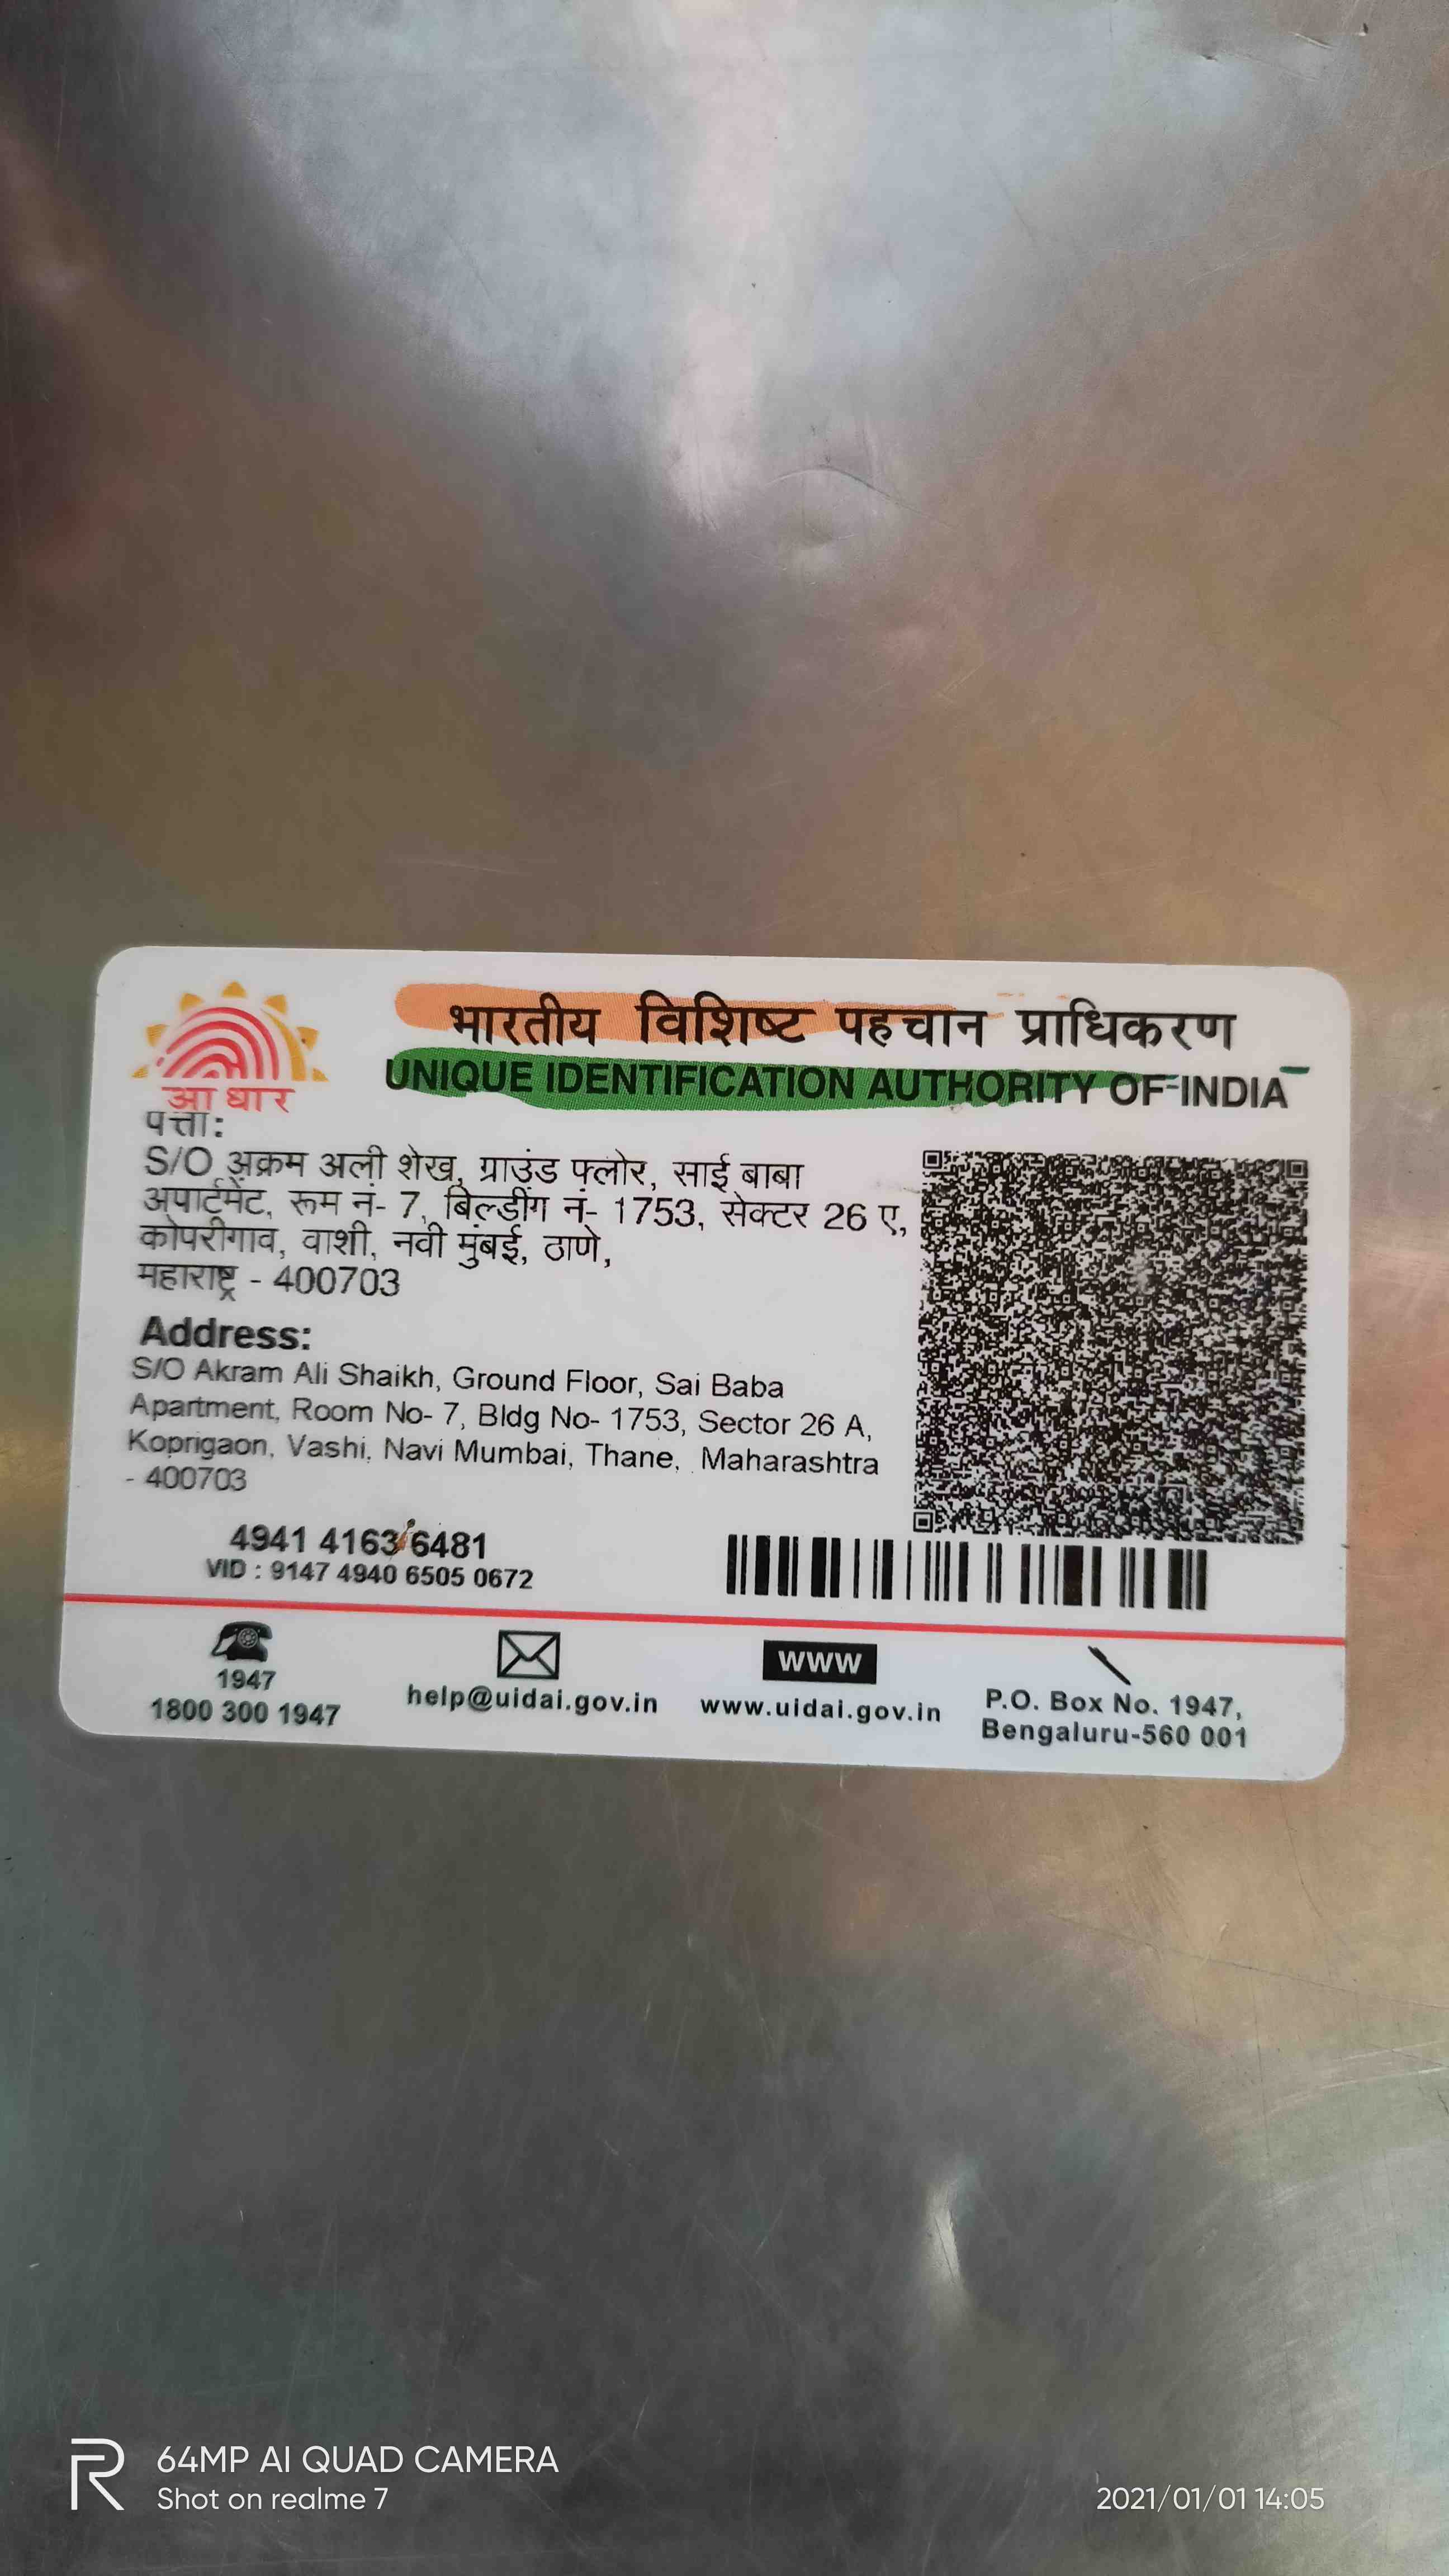 भारतीय विशिष्ट पहचान प्राधिकरण
UNIQUE IDENTIFICATION AUTHORITY OF INDIA
आधार
पत्ता:
S/O अक्रम अली शेख, ग्राउंड फ्लोर, साई बाबा
अपार्टमेंट, रूम नं- 7, बिल्डींग नं- 1753, सेक्टर 26 ए,
कोपरीगाव, वाशी, नवी मुंबई, ठाणे,
महाराष्ट्र - 400703
Address:
S/O Akram Ali Shaikh, Ground Floor, Sai Baba
Apartment, Room No- 7, Bldg No- 1753, Sector 26 A,
Koprigaon, Vashi, Navi Mumbai, Thane, Maharashtra
- 400703
4941 4163 6481
VID : 9147 4940 6505 0672
1947
1800 300 1947
help@uidai.gov.in
WWW
www.uidai.gov.in
P.O. Box No. 1947,
Bengaluru-560 001
R
64MP AI QUAD CAMERA
Shot on realme 7
2021/01/01 14:05